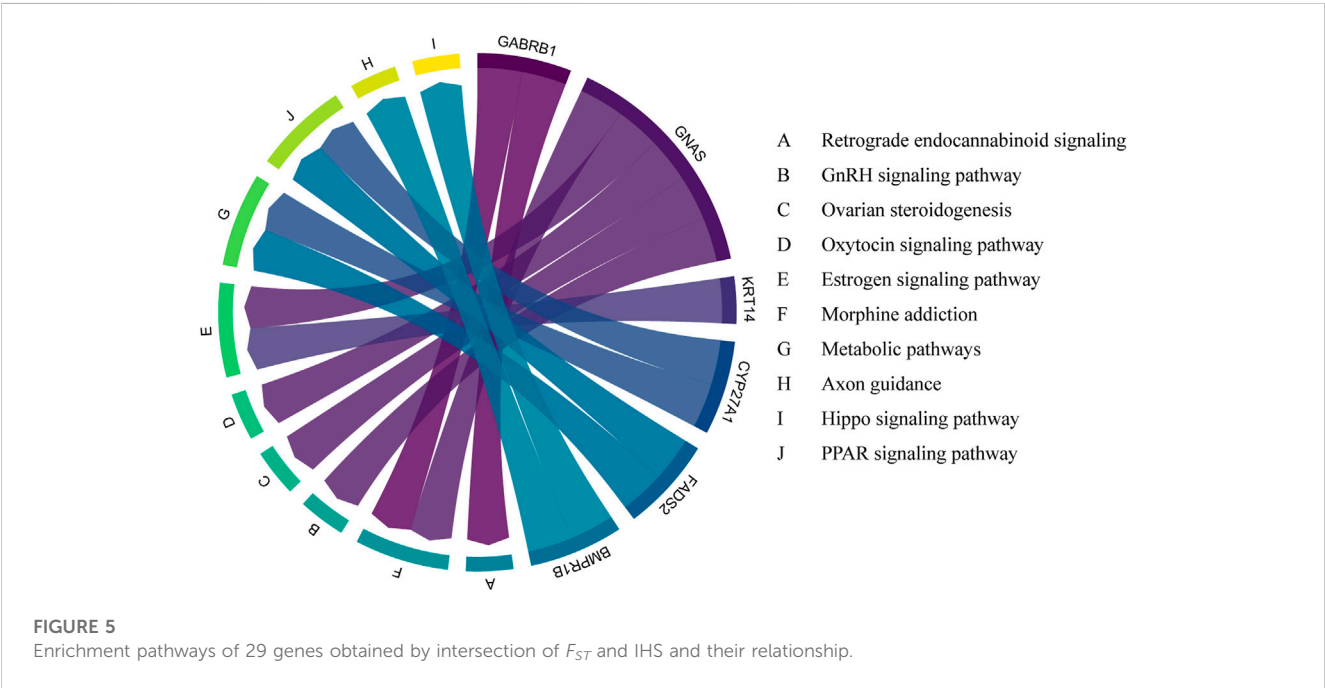 I
GABRB1
H
GNAS
J
G
KRT14
E
CYP27A1
D
C
FADS2
B
BMPR1B
F
A
A Retrograde endocannabinoid signaling
B GnRH signaling pathway
C Ovarian steroidogenesis
D Oxytocin signaling pathway
E Estrogen signaling pathway
F Morphine addiction
G Metabolic pathways
H Axon guidance
I Hippo signaling pathway
J PPAR signaling pathway
FIGURE 5
Enrichment pathways of 29 genes obtained by intersection of F_ST and IHS and their relationship.